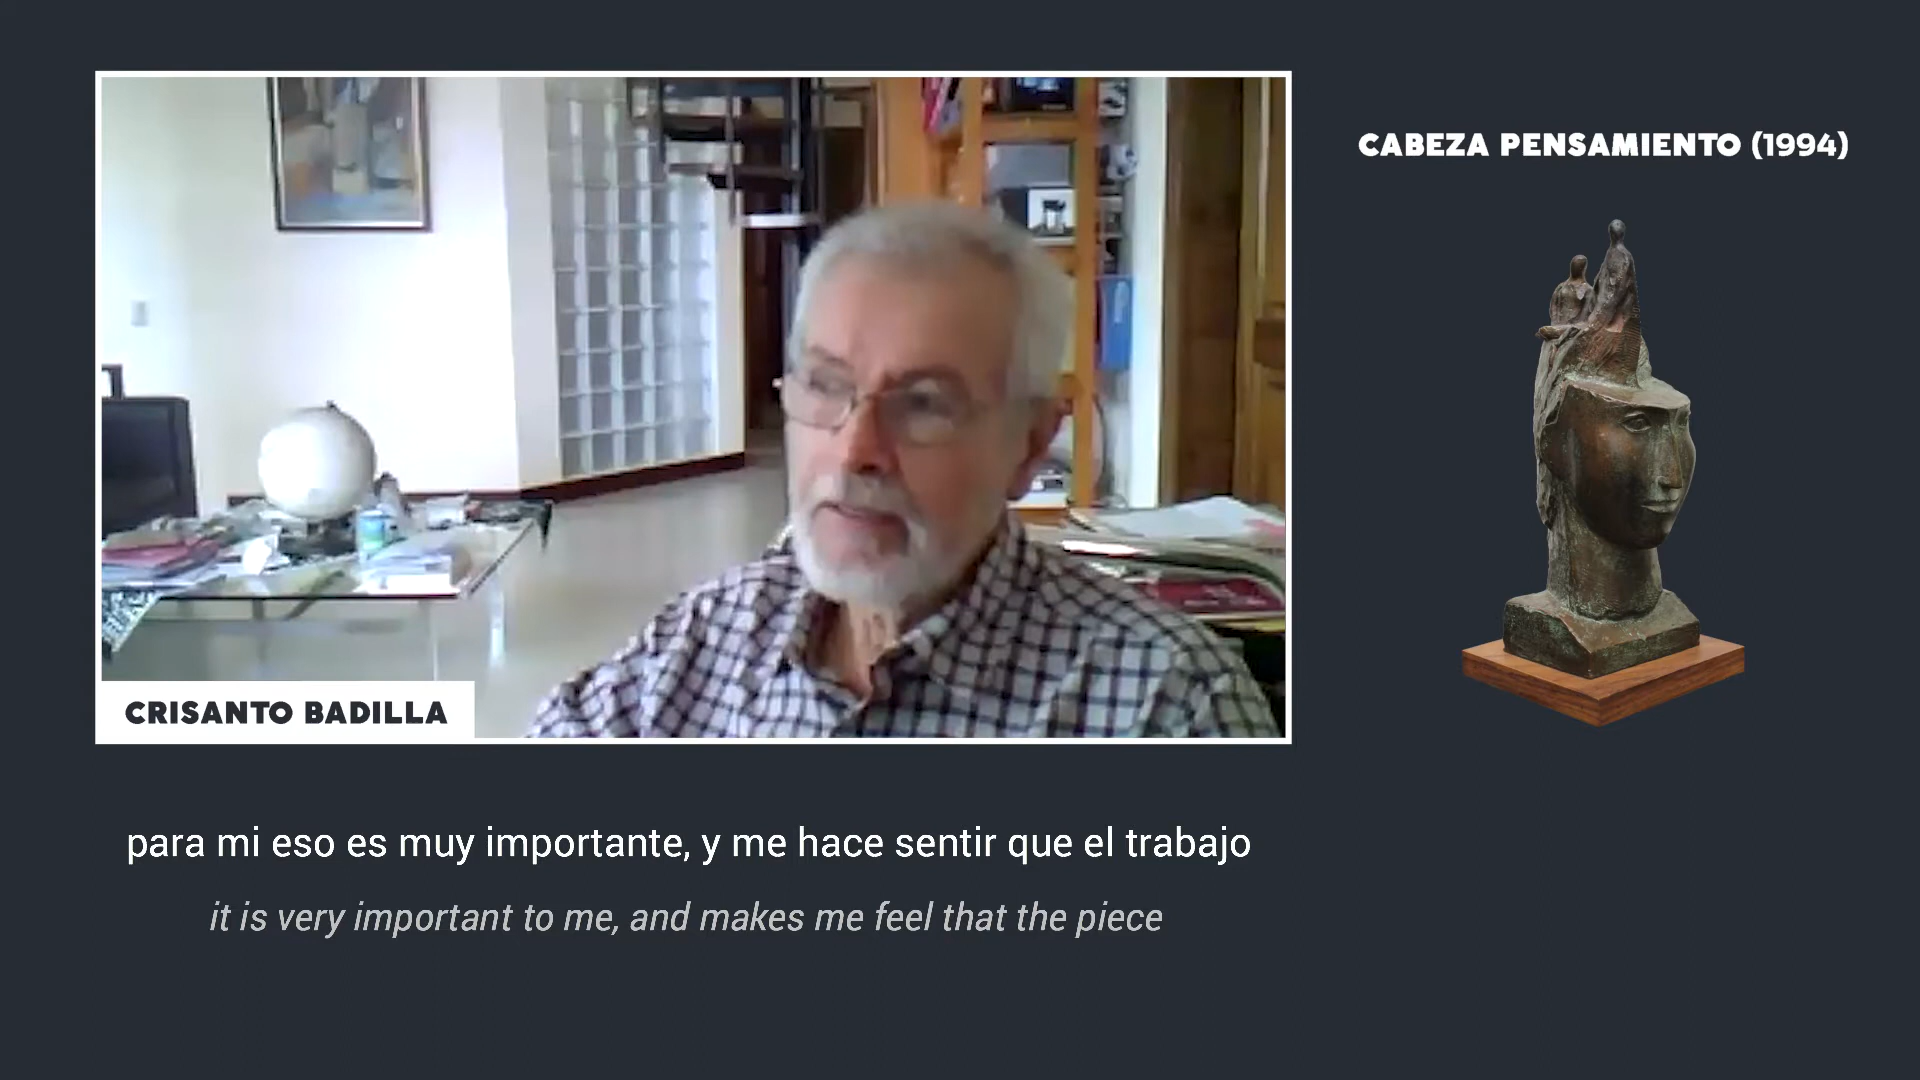 CABEZA PENSAMIENTO (1994)
CRISANTO BADILLA
para mi eso es muy importante, y me hace sentir que el trabajo
it is very important to me, and makes me feel that the piece